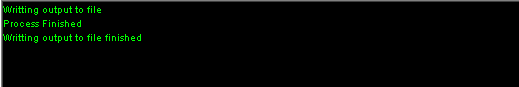 Writting output to file
Process Finished
Writting output to file finished